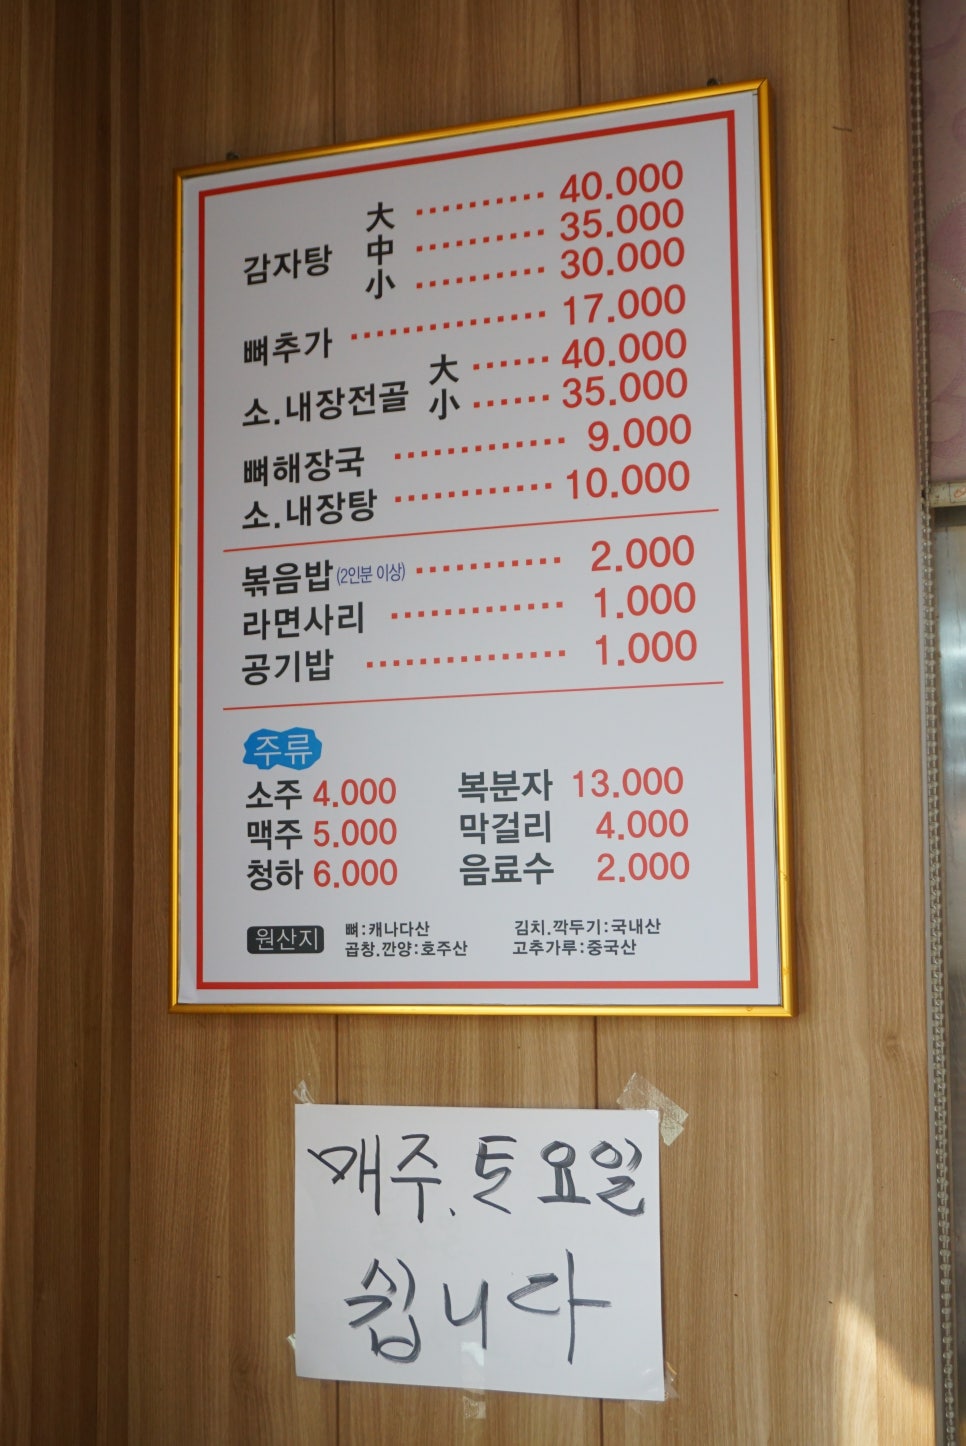 감자탕 大 ·········· 40.000
中 ·········· 35.000
小 ·········· 30.000
뼈추가 ··············· 17.000
소.내장전골 大 ······ 40.000
小 ······ 35.000
뼈해장국 ············· 9.000
소.내장탕 ············ 10.000
볶음밥(2인분 이상) ··········· 2.000
라면사리 ············· 1.000
공기밥 ··············· 1.000
주류
소주 4.000 복분자 13.000
맥주 5.000 막걸리 4.000
청하 6.000 음료수 2.000
원산지 뼈:캐나다산 김치.깍두기:국내산
곱창.깐양:호주산 고추가루:중국산
매주.토요일
쉽니다